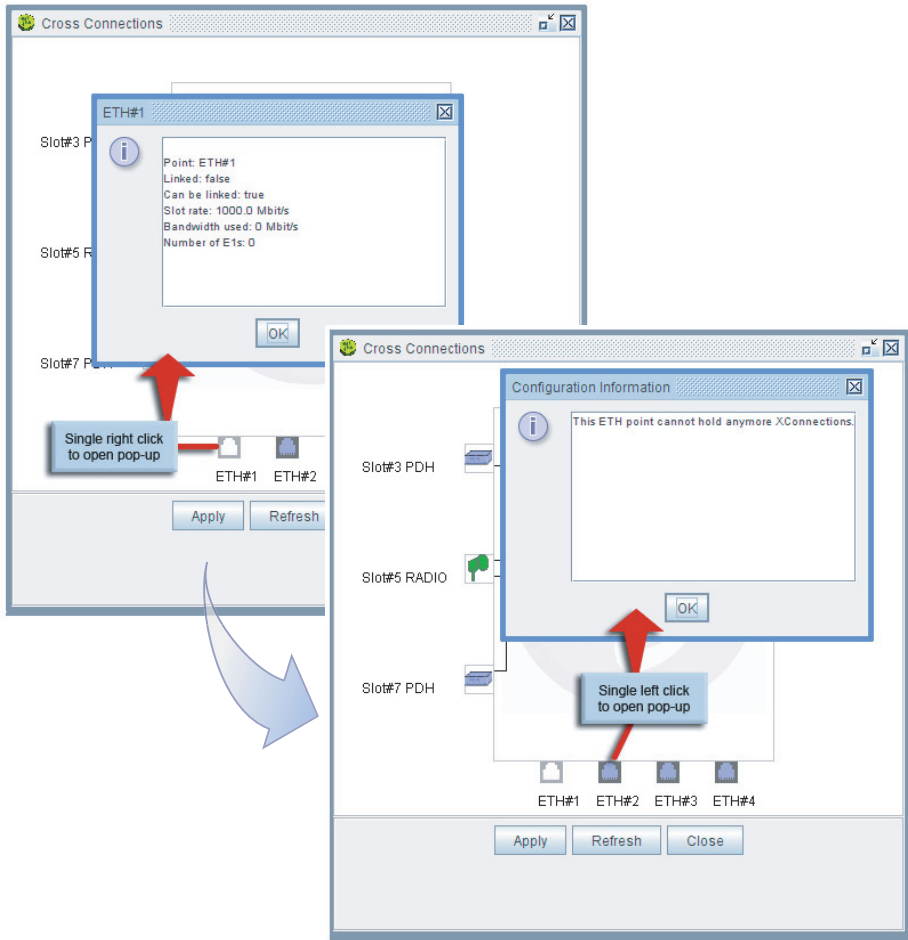 Cross Connections
ETH#1
Slot#3 P
Point: ETH#1
Linked: false
Can be linked: true
Slot rate: 1000.0 Mbit/s
Bandwidth used: 0 Mbit/s
Number of E1s: 0
Slot#5 R
OK
Slot#7 P
Single right click
to open pop-up
ETH#1 ETH#2
Apply Refresh
Cross Connections
Configuration Information
This ETH point cannot hold anymore XConnections.
Slot#3 PDH
Slot#5 RADIO
OK
Slot#7 PDH
Single left click
to open pop-up
ETH#1 ETH#2 ETH#3 ETH#4
Apply Refresh Close